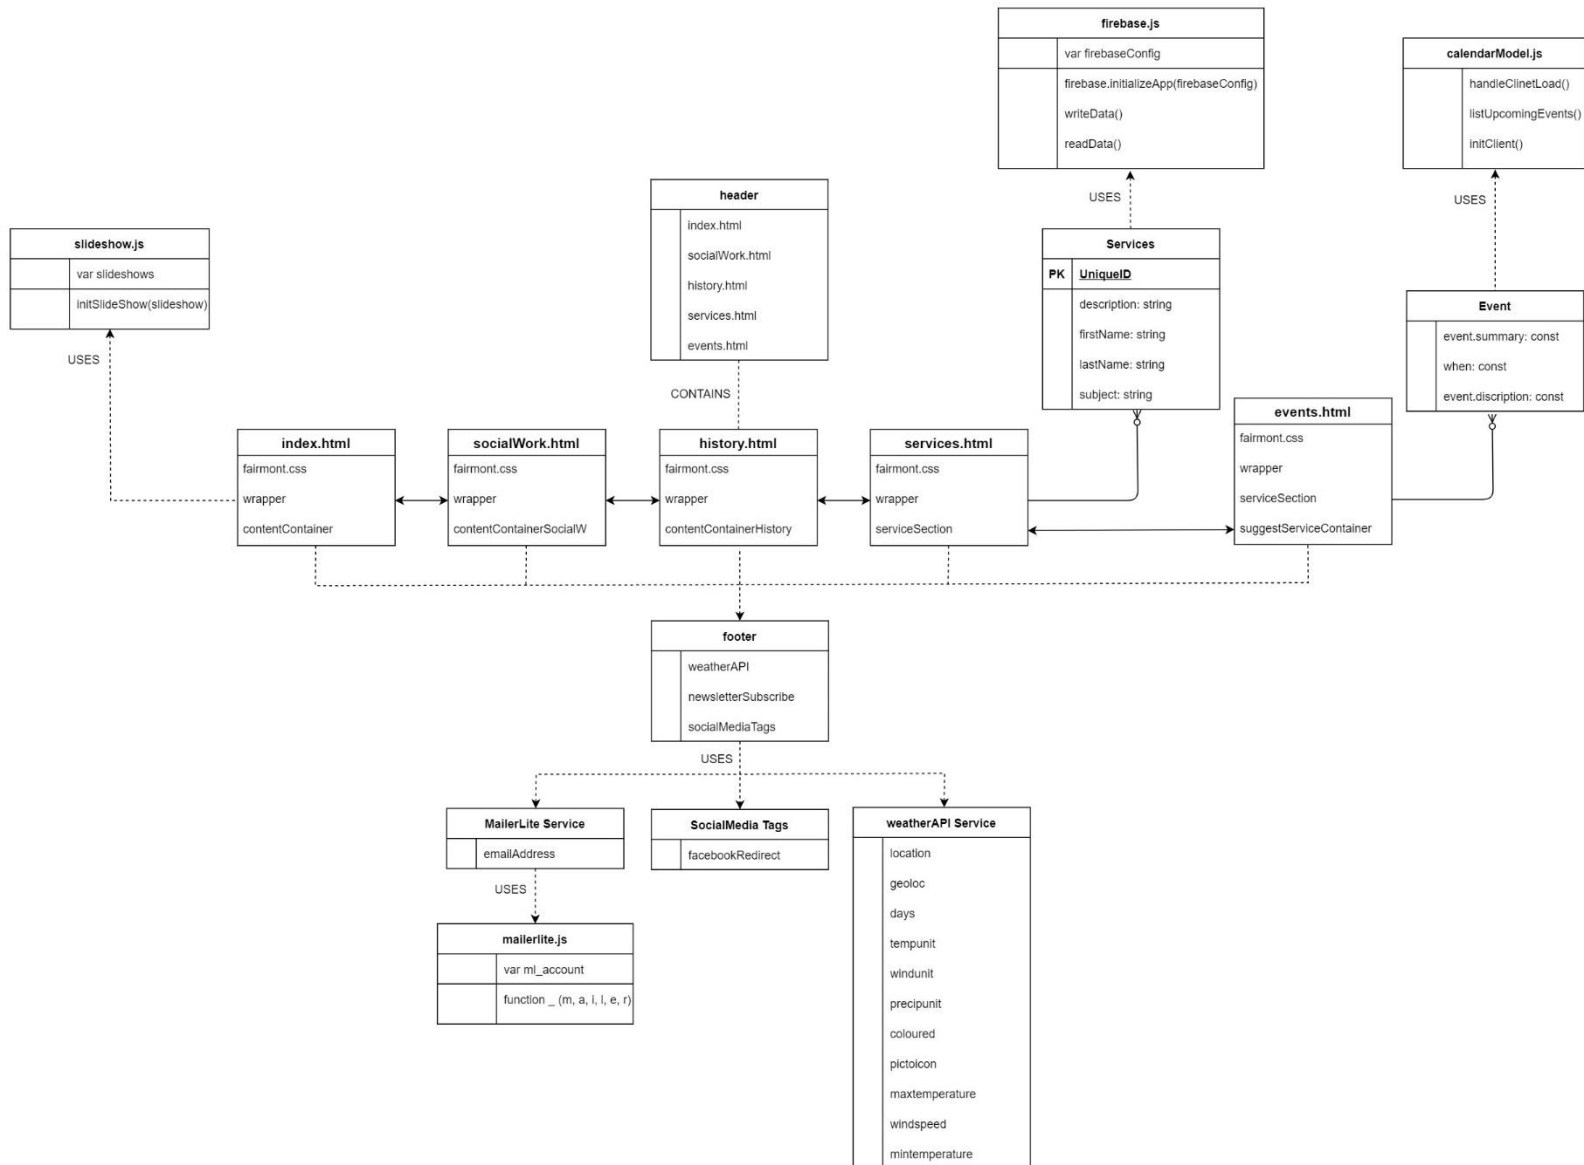 firebase.js
var firebaseConfig
firebase.initializeApp(firebaseConfig)
writeData()
readData()
calendarModel.js
handleClinetLoad()
listUpcomingEvents()
initClient()
USES
USES
header
index.html
socialWork.html
history.html
services.html
events.html
CONTAINS
slideshow.js
var slideshows
initSlideShow(slideshow)
USES
Services
PK UniqueID
description: string
firstName: string
lastName: string
subject: string
Event
event.summary: const
when: const
event.discription: const
index.html
fairmont.css
wrapper
contentContainer
socialWork.html
fairmont.css
wrapper
contentContainerSocialW
history.html
fairmont.css
wrapper
contentContainerHistory
services.html
fairmont.css
wrapper
serviceSection
events.html
fairmont.css
wrapper
serviceSection
suggestServiceContainer
footer
weatherAPI
newsletterSubscribe
socialMediaTags
USES
MailerLite Service
emailAddress
USES
mailerlite.js
var ml_account
function _ (m, a, i, l, e, r)
SocialMedia Tags
facebookRedirect
weatherAPI Service
location
geoloc
days
tempunit
windunit
precipunit
coloured
pictoicon
maxtemperature
windspeed
mintemperature